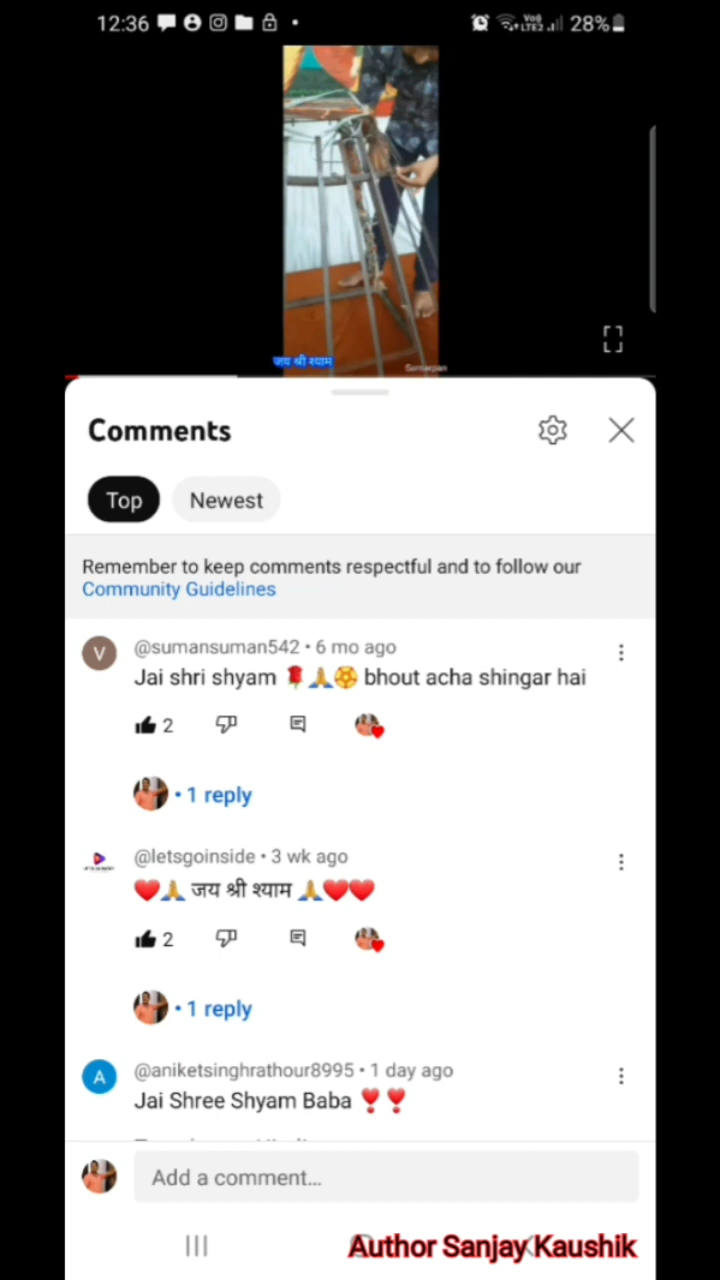 12:36
Vo9 LTE2 28%
जय श्री श्याम
Comments
Top Newest
Remember to keep comments respectful and to follow our
Community Guidelines
V @sumansuman542 • 6 mo ago
Jai shri shyam 🌹🙏🏵️ bhout acha shingar hai
2
• 1 reply
@letsgoinside • 3 wk ago
❤️🙏 जय श्री श्याम 🙏❤️❤️
2
• 1 reply
A @aniketsinghrathour8995 • 1 day ago
Jai Shree Shyam Baba ❣️❣️
Add a comment...
Author Sanjay Kaushik